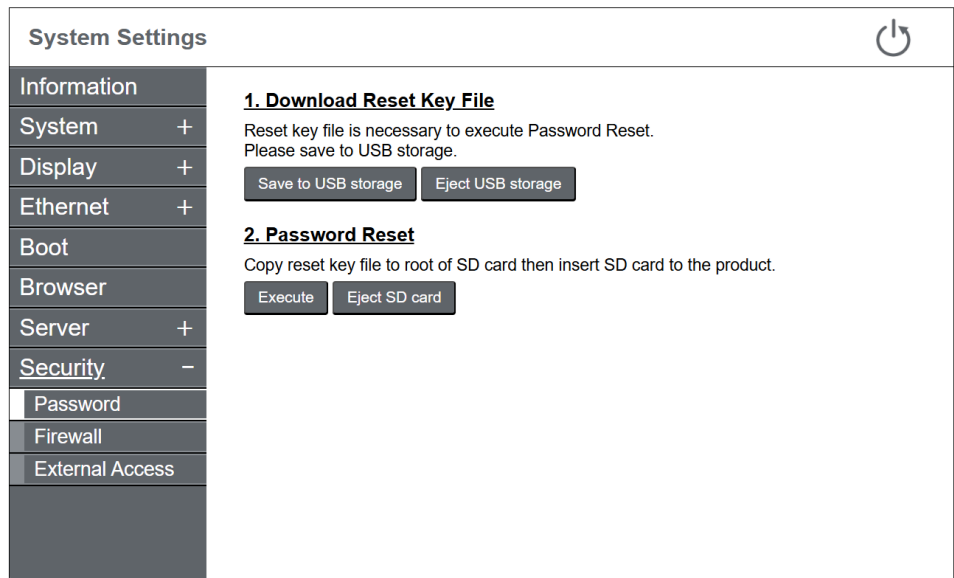 System Settings
Information
System +
Display +
Ethernet +
Boot
Browser
Server +
Security −
Password
Firewall
External Access
1. Download Reset Key File
Reset key file is necessary to execute Password Reset.
Please save to USB storage.
Save to USB storage Eject USB storage
2. Password Reset
Copy reset key file to root of SD card then insert SD card to the product.
Execute Eject SD card